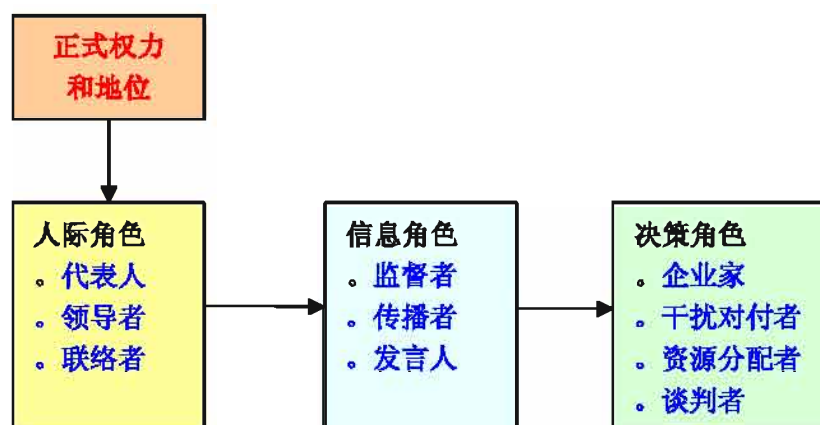 正式权力
和地位
人际角色
。代表人
。领导者
。联络者
信息角色
。监督者
。传播者
。发言人
决策角色
。企业家
。干扰对付者
。资源分配者
。谈判者